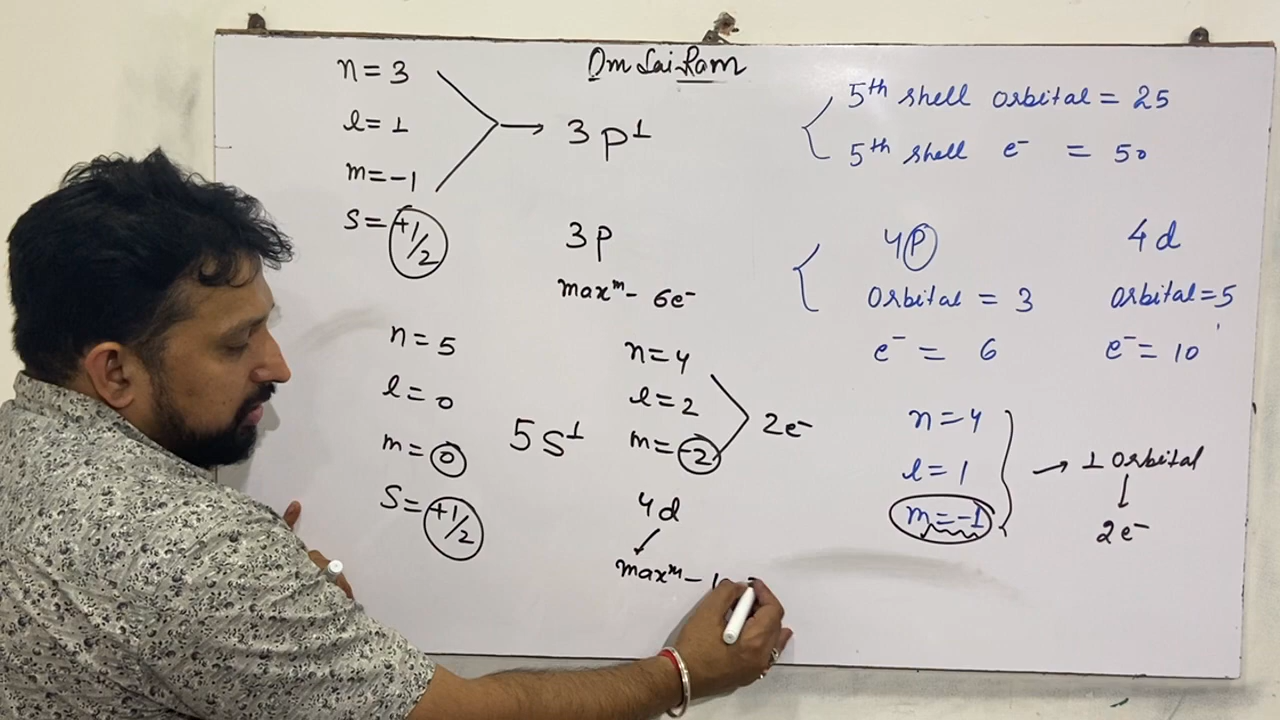 Om Sai Ram
n = 3
l = 1
m = -1
S = +1/2
3p¹
3p
maxᵐ - 6e⁻
n = 5
l = 0
m = 0
S = +1/2
5S¹
n = 4
l = 2
m = -2
2e⁻
4d
maxᵐ -
5th shell orbital = 25
5th shell e⁻ = 50
4p
orbital = 3
e⁻ = 6
4d
orbital = 5
e⁻ = 10
n = 4
l = 1
m = -1
→ 1 orbital
2e⁻